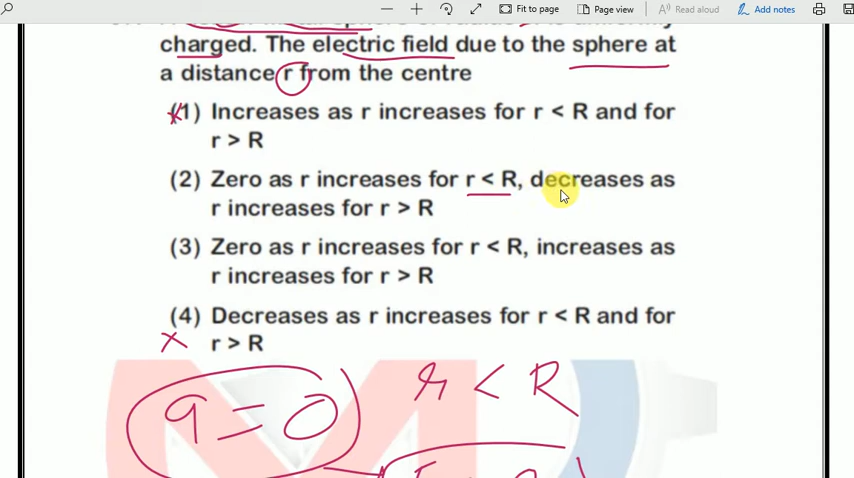 Fit to page
Page view
Read aloud
Add notes
charged. The electric field due to the sphere at
a distance r from the centre
(1) Increases as r increases for r < R and for
r > R
(2) Zero as r increases for r < R, decreases as
r increases for r > R
(3) Zero as r increases for r < R, increases as
r increases for r > R
(4) Decreases as r increases for r < R and for
r > R
r < R
q = 0